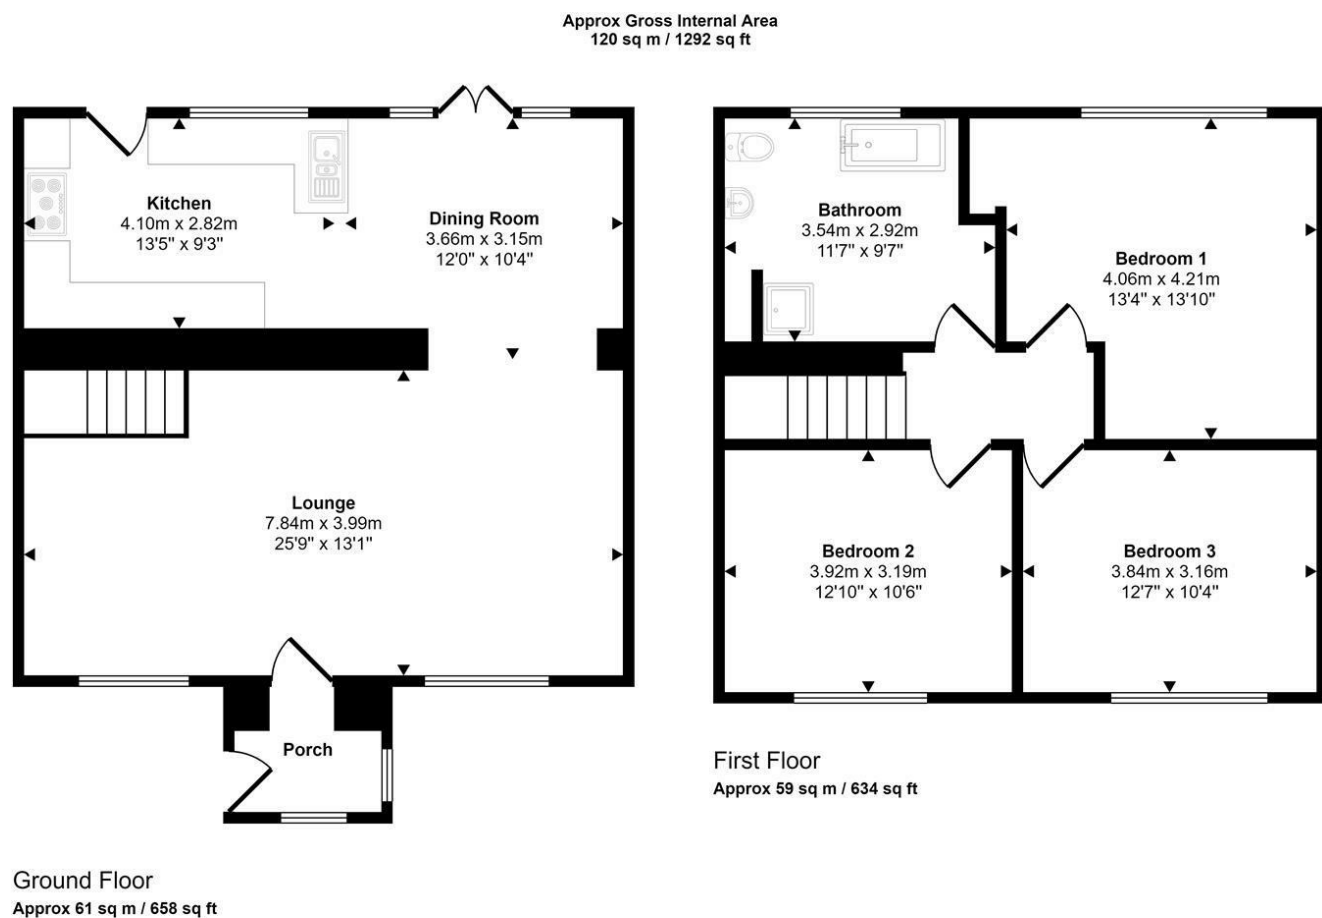 Approx Gross Internal Area
120 sq m / 1292 sq ft
Kitchen
4.10m x 2.82m
13'5" x 9'3"
Dining Room
3.66m x 3.15m
12'0" x 10'4"
Lounge
7.84m x 3.99m
25'9" x 13'1"
Porch
Ground Floor
Approx 61 sq m / 658 sq ft
Bathroom
3.54m x 2.92m
11'7" x 9'7"
Bedroom 1
4.06m x 4.21m
13'4" x 13'10"
Bedroom 2
3.92m x 3.19m
12'10" x 10'6"
Bedroom 3
3.84m x 3.16m
12'7" x 10'4"
First Floor
Approx 59 sq m / 634 sq ft